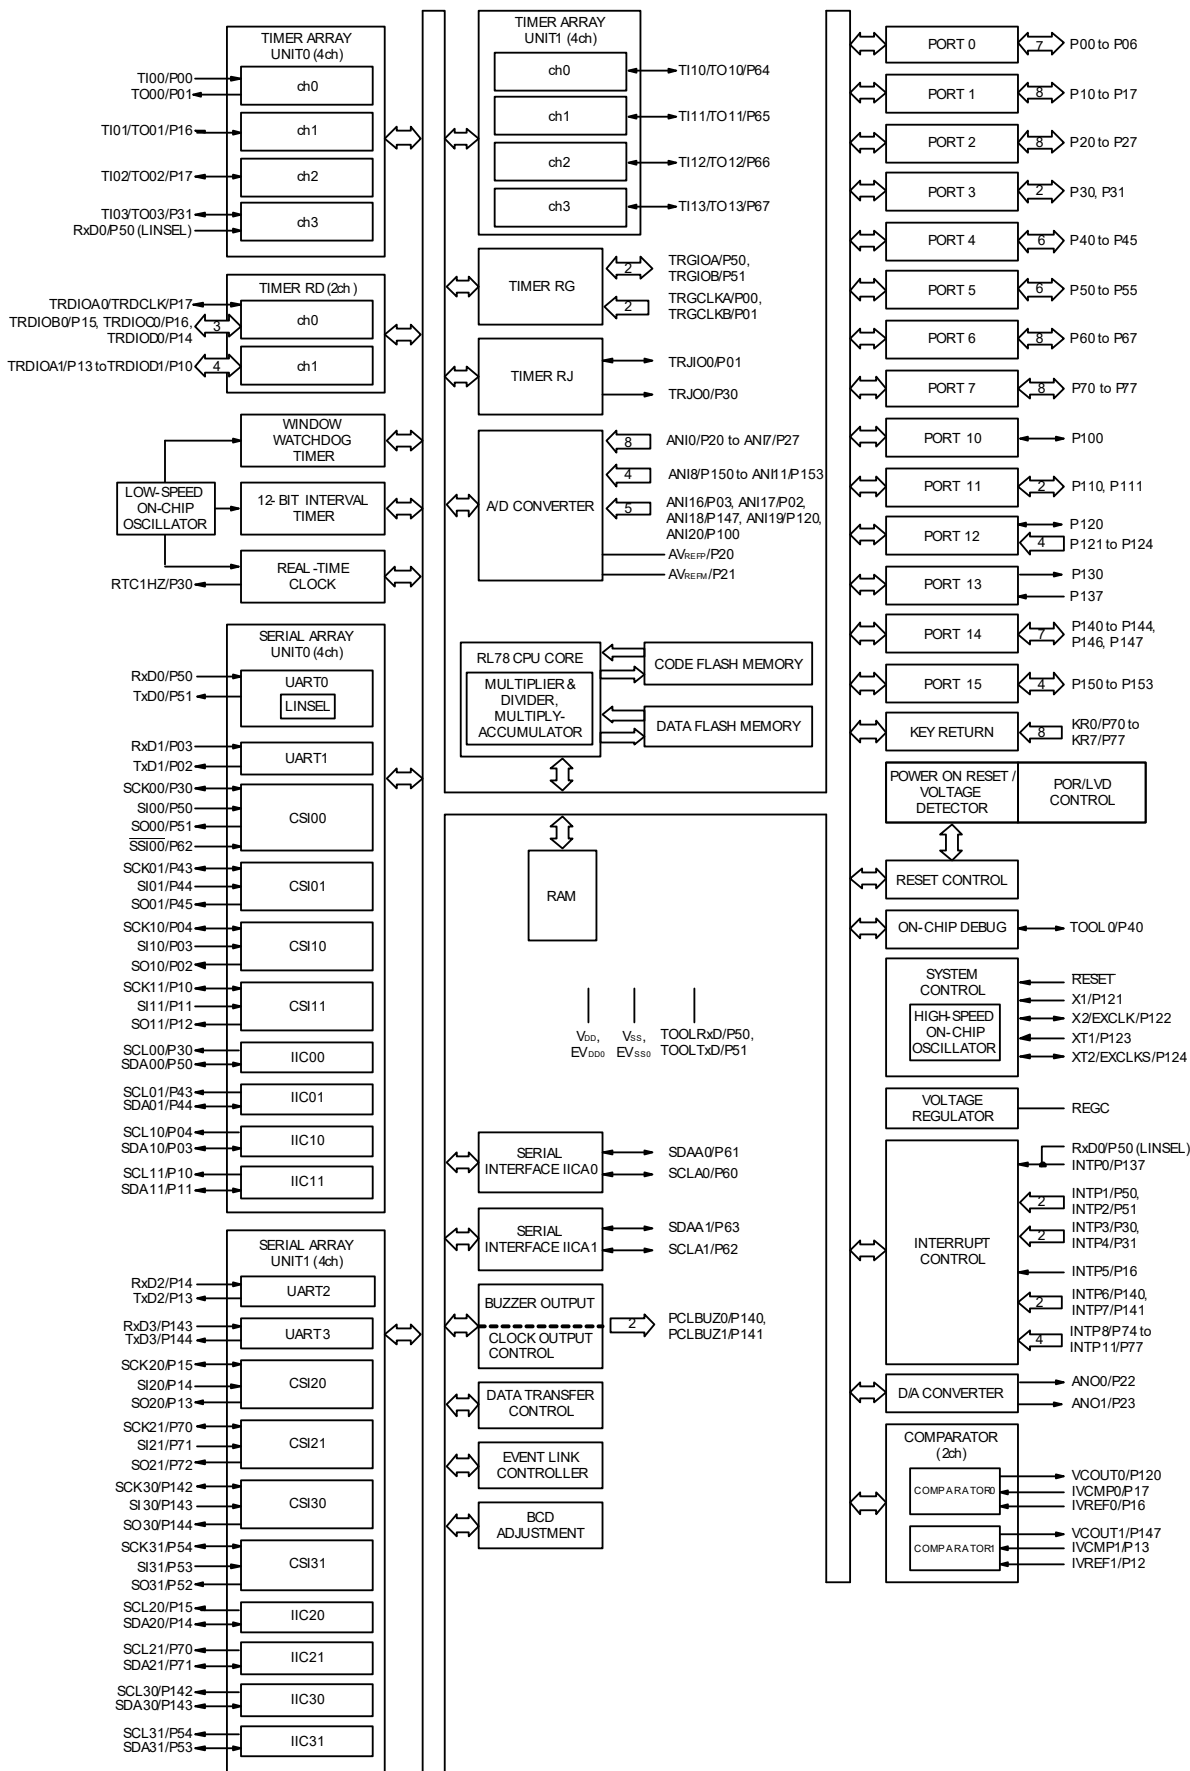 TIMER ARRAY
UNIT0 (4ch)
TI00/P00
TO00/P01
ch0
TI01/TO01/P16
ch1
TI02/TO02/P17
ch2
TI03/TO03/P31
RxD0/P50 (LINSEL)
ch3
TIMER RD (2ch)
TRDIOA0/TRDCLK/P17
TRDIOB0/P15, TRDIOC0/P16,
TRDIOD0/P14
3
ch0
TRDIOA1/P13 to TRDIOD1/P10
4
ch1
WINDOW
WATCHDOG
TIMER
LOW-SPEED
ON-CHIP
OSCILLATOR
12-BIT INTERVAL
TIMER
RTC1HZ/P30
REAL-TIME
CLOCK
SERIAL ARRAY
UNIT0 (4ch)
RxD0/P50
TxD0/P51
UART0
LINSEL
RxD1/P03
TxD1/P02
UART1
SCK00/P30
SI00/P50
SO00/P51
SSI00/P62
CSI00
SCK01/P43
SI01/P44
SO01/P45
CSI01
SCK10/P04
SI10/P03
SO10/P02
CSI10
SCK11/P10
SI11/P11
SO11/P12
CSI11
SCL00/P30
SDA00/P50
IIC00
SCL01/P43
SDA01/P44
IIC01
SCL10/P04
SDA10/P03
IIC10
SCL11/P10
SDA11/P11
IIC11
SERIAL ARRAY
UNIT1 (4ch)
RxD2/P14
TxD2/P13
UART2
RxD3/P143
TxD3/P144
UART3
SCK20/P15
SI20/P14
SO20/P13
CSI20
SCK21/P70
SI21/P71
SO21/P72
CSI21
SCK30/P142
SI30/P143
SO30/P144
CSI30
SCK31/P54
SI31/P53
SO31/P52
CSI31
SCL20/P15
SDA20/P14
IIC20
SCL21/P70
SDA21/P71
IIC21
SCL30/P142
SDA30/P143
IIC30
SCL31/P54
SDA31/P53
IIC31
TIMER ARRAY
UNIT1 (4ch)
ch0
TI10/TO10/P64
ch1
TI11/TO11/P65
ch2
TI12/TO12/P66
ch3
TI13/TO13/P67
TIMER RG
2
TRGIOA/P50,
TRGIOB/P51
2
TRGCLKA/P00,
TRGCLKB/P01
TIMER RJ
TRJIO0/P01
TRJO0/P30
A/D CONVERTER
8
ANI0/P20 to ANI7/P27
4
ANI8/P150 to ANI11/P153
5
ANI16/P03, ANI17/P02,
ANI18/P147, ANI19/P120,
ANI20/P100
AVREFP/P20
AVREFM/P21
RL78 CPU CORE
MULTIPLIER &
DIVIDER,
MULTIPLY-
ACCUMULATOR
CODE FLASH MEMORY
DATA FLASH MEMORY
RAM
VDD,
EVDD0
VSS,
EVSS0
TOOLRxD/P50,
TOOLTxD/P51
SERIAL
INTERFACE IICA0
SDAA0/P61
SCLA0/P60
SERIAL
INTERFACE IICA1
SDAA1/P63
SCLA1/P62
BUZZER OUTPUT
CLOCK OUTPUT
CONTROL
2
PCLBUZ0/P140,
PCLBUZ1/P141
DATA TRANSFER
CONTROL
EVENT LINK
CONTROLLER
BCD
ADJUSTMENT
PORT 0
7
P00 to P06
PORT 1
8
P10 to P17
PORT 2
8
P20 to P27
PORT 3
2
P30, P31
PORT 4
6
P40 to P45
PORT 5
6
P50 to P55
PORT 6
8
P60 to P67
PORT 7
8
P70 to P77
PORT 10
P100
PORT 11
2
P110, P111
PORT 12
P120
4
P121 to P124
PORT 13
P130
P137
PORT 14
7
P140 to P144,
P146, P147
PORT 15
4
P150 to P153
KEY RETURN
8
KR0/P70 to
KR7/P77
POWER ON RESET /
VOLTAGE
DETECTOR
POR/LVD
CONTROL
RESET CONTROL
ON-CHIP DEBUG
TOOL0/P40
SYSTEM
CONTROL
HIGH-SPEED
ON-CHIP
OSCILLATOR
RESET
X1/P121
X2/EXCLK/P122
XT1/P123
XT2/EXCLKS/P124
VOLTAGE
REGULATOR
REGC
INTERRUPT
CONTROL
RxD0/P50 (LINSEL)
INTP0/P137
2
INTP1/P50,
INTP2/P51
2
INTP3/P30,
INTP4/P31
INTP5/P16
2
INTP6/P140,
INTP7/P141
4
INTP8/P74 to
INTP11/P77
D/A CONVERTER
ANO0/P22
ANO1/P23
COMPARATOR
(2ch)
COMPARATOR0
VCOUT0/P120
IVCMP0/P17
IVREF0/P16
COMPARATOR1
VCOUT1/P147
IVCMP1/P13
IVREF1/P12